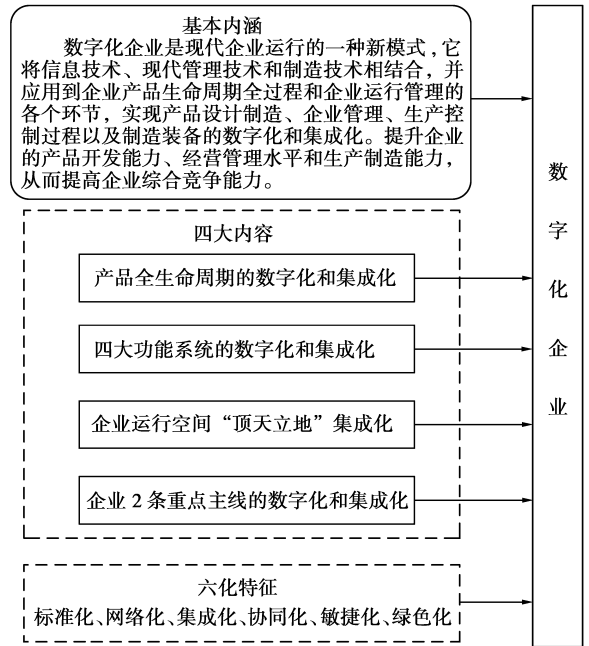 基本内涵
数字化企业是现代企业运行的一种新模式，它
将信息技术、现代管理技术和制造技术相结合，并
应用到企业产品生命周期全过程和企业运行管理的
各个环节，实现产品设计制造、企业管理、生产控
制过程以及制造装备的数字化和集成化。提升企业
的产品开发能力、经营管理水平和生产制造能力，
从而提高企业综合竞争能力。
四大内容
产品全生命周期的数字化和集成化
四大功能系统的数字化和集成化
企业运行空间“顶天立地”集成化
企业2条重点主线的数字化和集成化
六化特征
标准化、网络化、集成化、协同化、敏捷化、绿色化
数
字
化
企
业